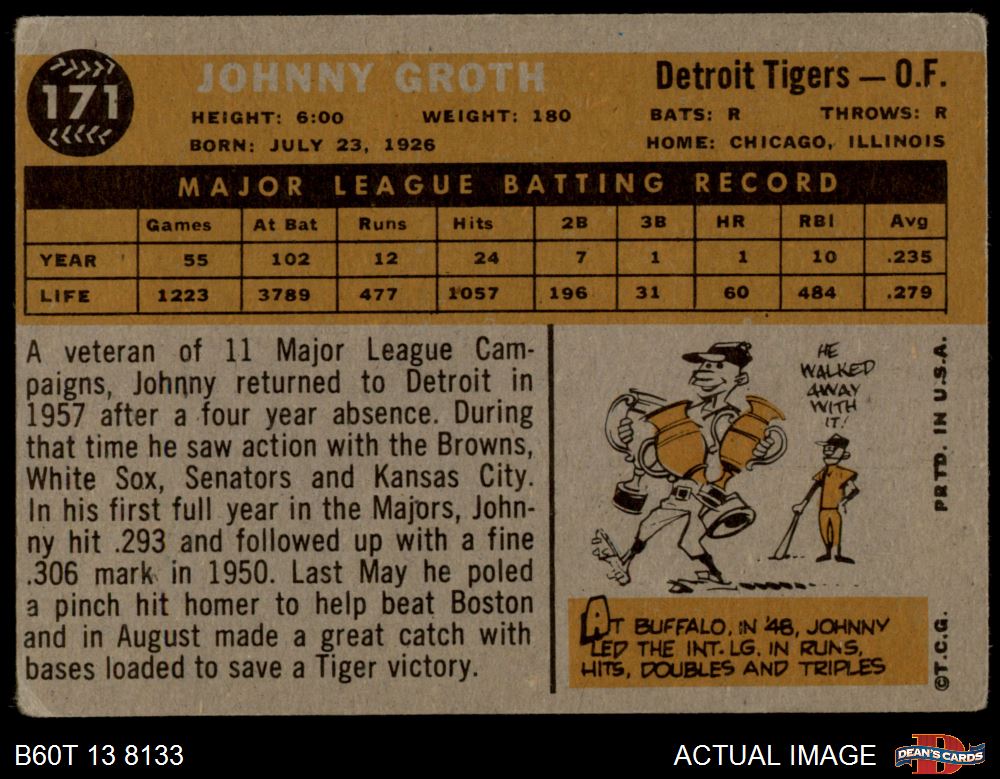 171
JOHNNY GROTH
Detroit Tigers — O.F.
HEIGHT: 6:00 WEIGHT: 180 BATS: R THROWS: R
BORN: JULY 23, 1926 HOME: CHICAGO, ILLINOIS
MAJOR LEAGUE BATTING RECORD
Games At Bat Runs Hits 2B 3B HR RBI Avg
YEAR 55 102 12 24 7 1 1 10 .235
LIFE 1223 3789 477 1057 196 31 60 484 .279
A veteran of 11 Major League Cam-
paigns, Johnny returned to Detroit in
1957 after a four year absence. During
that time he saw action with the Browns,
White Sox, Senators and Kansas City.
In his first full year in the Majors, John-
ny hit .293 and followed up with a fine
.306 mark in 1950. Last May he poled
a pinch hit homer to help beat Boston
and in August made a great catch with
bases loaded to save a Tiger victory.
HE
WALKED
AWAY
WITH
IT!
AT BUFFALO, IN '48, JOHNNY
LED THE INT. LG. IN RUNS,
HITS, DOUBLES AND TRIPLES
©T.C.G. PRTD. IN U.S.A.
B60T 13 8133
ACTUAL IMAGE
DEAN'S CARDS